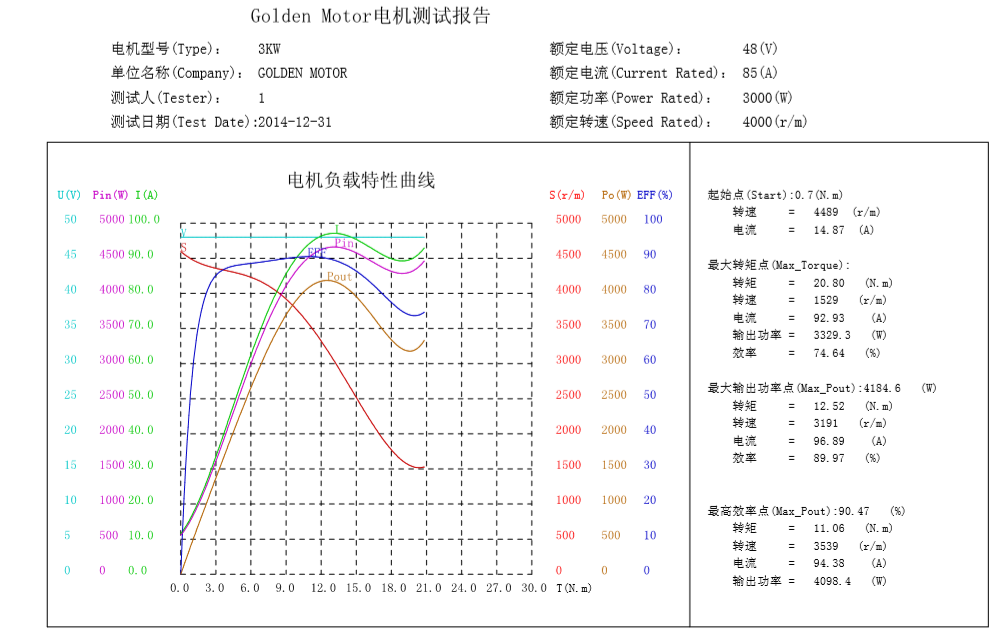 Golden Motor电机测试报告
电机型号(Type): 3KW 额定电压(Voltage): 48(V)
单位名称(Company): GOLDEN MOTOR 额定电流(Current Rated): 85(A)
测试人(Tester): 1 额定功率(Power Rated): 3000(W)
测试日期(Test Date):2014-12-31 额定转速(Speed Rated): 4000(r/m)
电机负载特性曲线
U(V) Pin(W) I(A) S(r/m) Po(W) EFF(%)
50 5000 100.0 5000 5000 100
45 4500 90.0 4500 4500 90
40 4000 80.0 4000 4000 80
35 3500 70.0 3500 3500 70
30 3000 60.0 3000 3000 60
25 2500 50.0 2500 2500 50
20 2000 40.0 2000 2000 40
15 1500 30.0 1500 1500 30
10 1000 20.0 1000 1000 20
5 500 10.0 500 500 10
0 0 0.0 0 0 0
0.0 3.0 6.0 9.0 12.0 15.0 18.0 21.0 24.0 27.0 30.0 T(N.m)
V
S
I
Pin
EFF
Pout
起始点(Start):0.7(N.m)
转速 = 4489 (r/m)
电流 = 14.87 (A)
最大转矩点(Max_Torque):
转矩 = 20.80 (N.m)
转速 = 1529 (r/m)
电流 = 92.93 (A)
输出功率 = 3329.3 (W)
效率 = 74.64 (%)
最大输出功率点(Max_Pout):4184.6 (W)
转矩 = 12.52 (N.m)
转速 = 3191 (r/m)
电流 = 96.89 (A)
效率 = 89.97 (%)
最高效率点(Max_Pout):90.47 (%)
转矩 = 11.06 (N.m)
转速 = 3539 (r/m)
电流 = 94.38 (A)
输出功率 = 4098.4 (W)